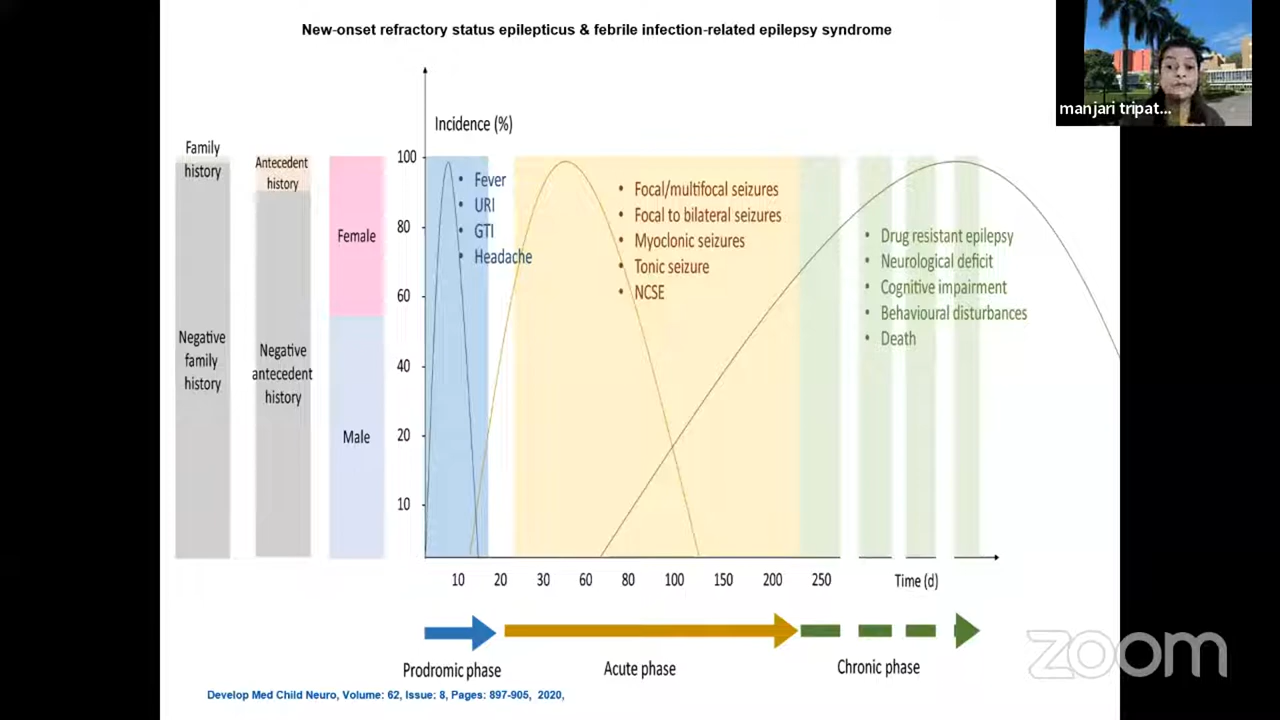 New-onset refractory status epilepticus & febrile infection-related epilepsy syndrome
manjari tripat...
Incidence (%)
Family
history
Antecedent
history
Female
Negative
family
history
Negative
antecedent
history
Male
100
80
60
40
20
10
• Fever
• URI
• GTI
• Headache
• Focal/multifocal seizures
• Focal to bilateral seizures
• Myoclonic seizures
• Tonic seizure
• NCSE
• Drug resistant epilepsy
• Neurological deficit
• Cognitive impairment
• Behavioural disturbances
• Death
10 20 30 60 80 100 150 200 250 Time (d)
Prodromic phase Acute phase Chronic phase
zoom
Develop Med Child Neuro, Volume: 62, Issue: 8, Pages: 897-905, 2020,